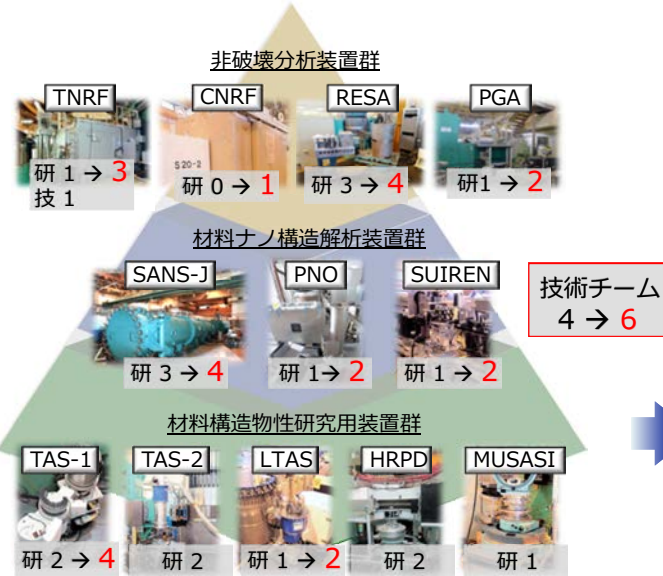 非破壊分析装置群
TNRF
CNRF
RESA
PGA
S20-2
研 1 → 3
技 1
研 0 → 1
研 3 → 4
研1 → 2
材料ナノ構造解析装置群
SANS-J
PNO
SUIREN
研 3 → 4
研 1→ 2
研 1 → 2
技術チーム
4 → 6
材料構造物性研究用装置群
TAS-1
TAS-2
LTAS
HRPD
MUSASI
研 2 → 4
研 2
研 1 → 2
研 2
研 1